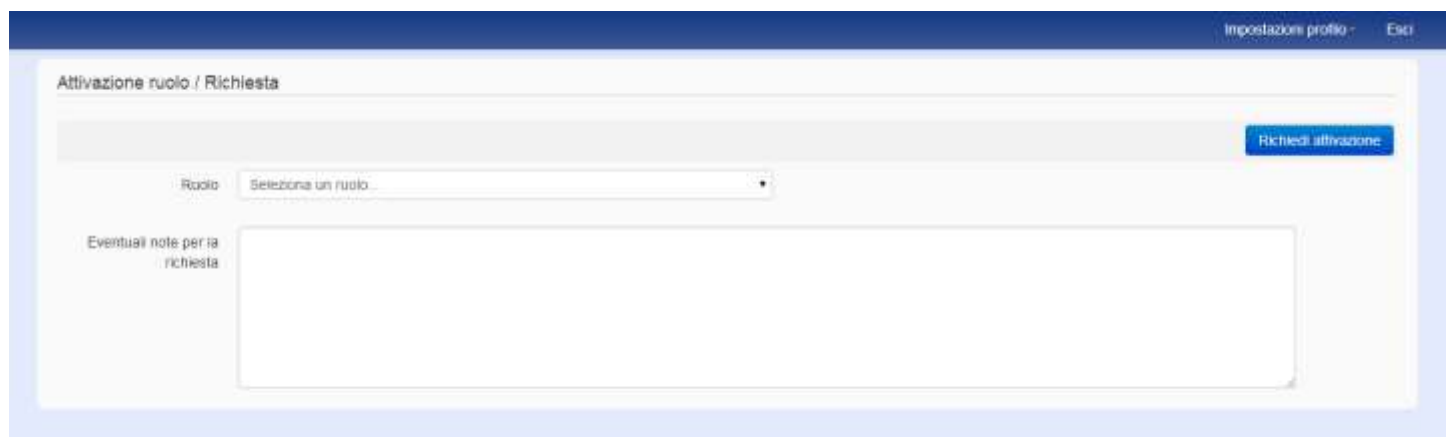 Impostazioni profilo Esci
Attivazione ruolo / Richiesta
Richiedi attivazione
Ruolo Seleziona un ruolo...
Eventuali note per la
richiesta